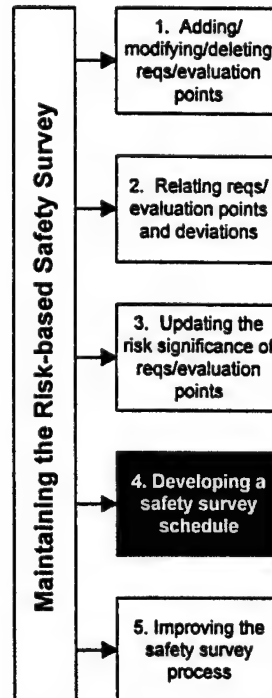 Maintaining the Risk-based Safety Survey
1. Adding/
modifying/deleting
reqs/evaluation
points
2. Relating reqs/
evaluation points
and deviations
3. Updating the
risk significance of
reqs/evaluation
points
4. Developing a
safety survey
schedule
5. Improving the
safety survey
process